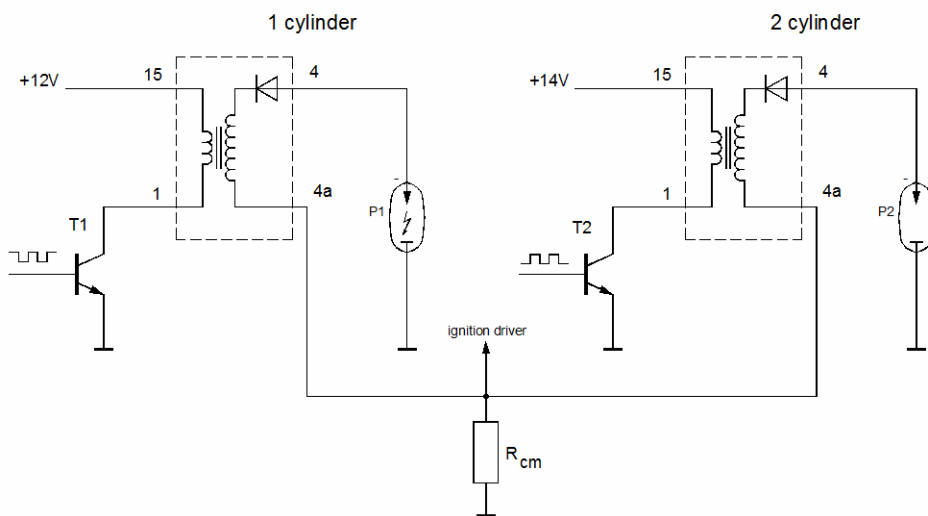 1 cylinder
2 cylinder
+12V
15
4
+14V
15
4
1
4a
1
4a
T1
P1
-
T2
P2
-
ignition driver
Rcm